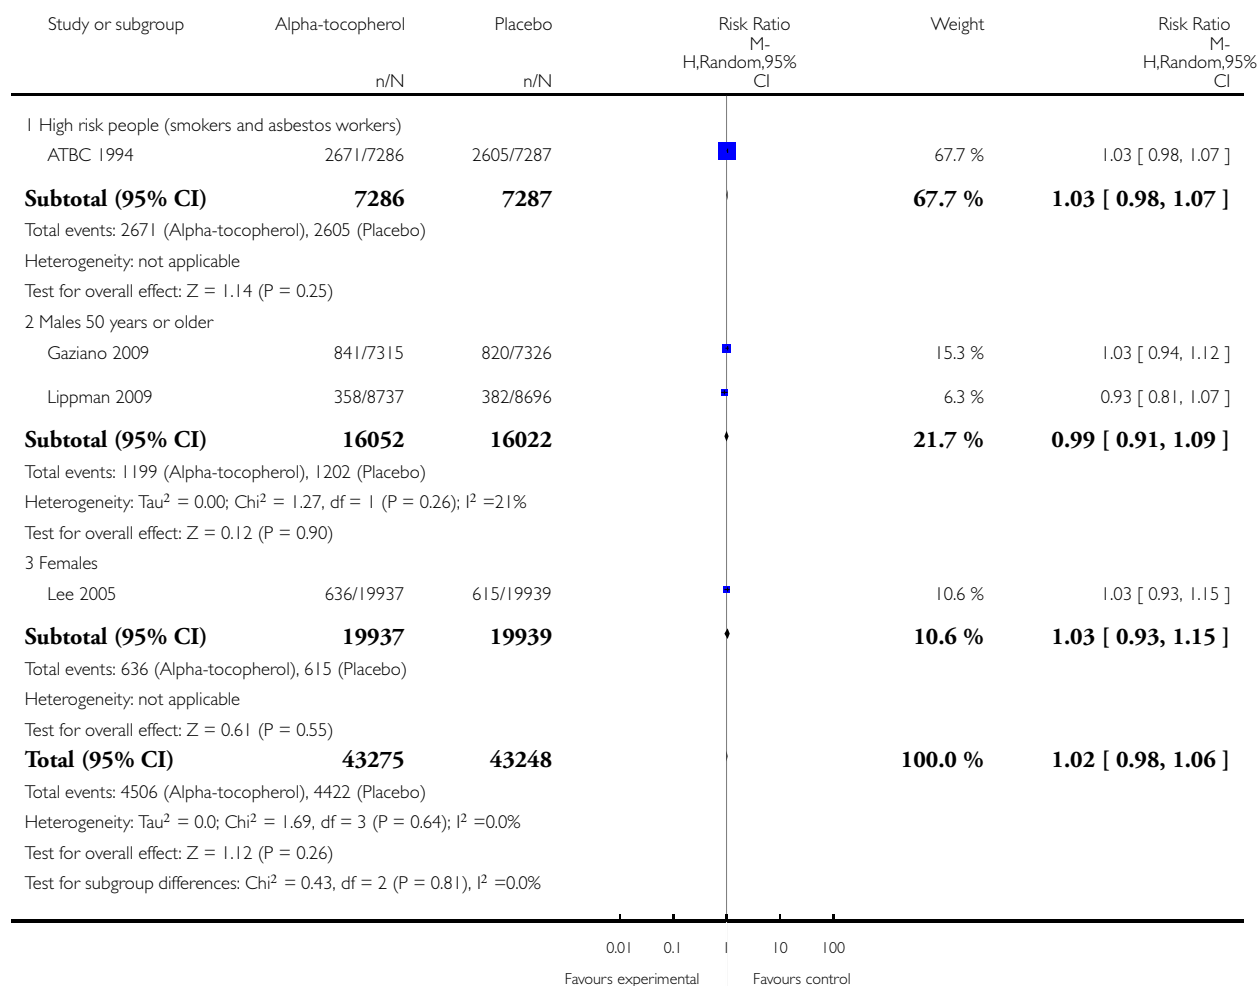 Study or subgroup Alpha-tocopherol Placebo Risk Ratio Weight Risk Ratio
M- M-
H,Random,95% H,Random,95%
n/N n/N CI CI
1 High risk people (smokers and asbestos workers)
ATBC 1994 2671/7286 2605/7287 67.7 % 1.03 [ 0.98, 1.07 ]
Subtotal (95% CI) 7286 7287 67.7 % 1.03 [ 0.98, 1.07 ]
Total events: 2671 (Alpha-tocopherol), 2605 (Placebo)
Heterogeneity: not applicable
Test for overall effect: Z = 1.14 (P = 0.25)
2 Males 50 years or older
Gaziano 2009 841/7315 820/7326 15.3 % 1.03 [ 0.94, 1.12 ]
Lippman 2009 358/8737 382/8696 6.3 % 0.93 [ 0.81, 1.07 ]
Subtotal (95% CI) 16052 16022 21.7 % 0.99 [ 0.91, 1.09 ]
Total events: 1199 (Alpha-tocopherol), 1202 (Placebo)
Heterogeneity: Tau² = 0.00; Chi² = 1.27, df = 1 (P = 0.26); I² =21%
Test for overall effect: Z = 0.12 (P = 0.90)
3 Females
Lee 2005 636/19937 615/19939 10.6 % 1.03 [ 0.93, 1.15 ]
Subtotal (95% CI) 19937 19939 10.6 % 1.03 [ 0.93, 1.15 ]
Total events: 636 (Alpha-tocopherol), 615 (Placebo)
Heterogeneity: not applicable
Test for overall effect: Z = 0.61 (P = 0.55)
Total (95% CI) 43275 43248 100.0 % 1.02 [ 0.98, 1.06 ]
Total events: 4506 (Alpha-tocopherol), 4422 (Placebo)
Heterogeneity: Tau² = 0.0; Chi² = 1.69, df = 3 (P = 0.64); I² =0.0%
Test for overall effect: Z = 1.12 (P = 0.26)
Test for subgroup differences: Chi² = 0.43, df = 2 (P = 0.81), I² =0.0%
0.01 0.1 1 10 100
Favours experimental Favours control